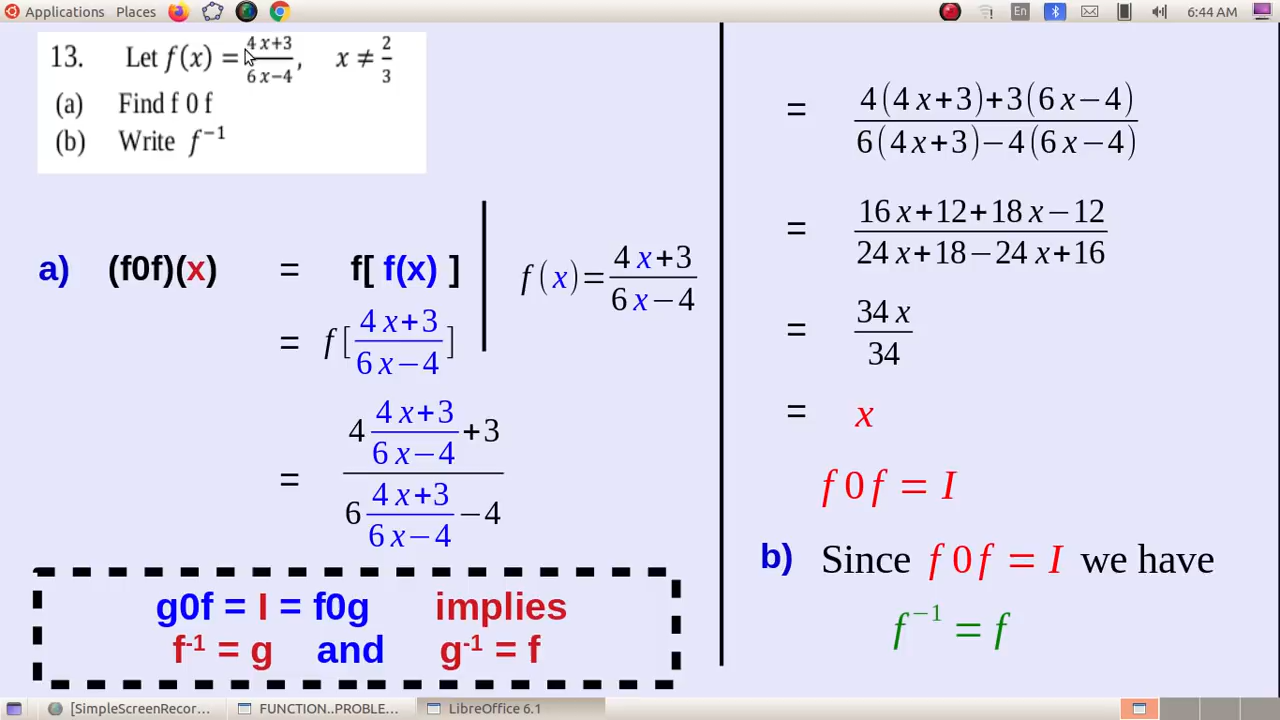 Applications Places En 6:44 AM
13. Let f(x) = (4x+3)/(6x−4), x ≠ 2/3
(a) Find f 0 f
(b) Write f⁻¹
a) (f0f)(x) = f[ f(x) ]
f(x)=(4x+3)/(6x−4)
= f[(4x+3)/(6x−4)]
= (4 (4x+3)/(6x−4) +3)/(6 (4x+3)/(6x−4) −4)
g0f = I = f0g implies
f⁻¹ = g and g⁻¹ = f
= (4(4x+3)+3(6x−4))/(6(4x+3)−4(6x−4))
= (16x+12+18x−12)/(24x+18−24x+16)
= 34x/34
= x
f 0 f = I
b) Since f 0 f = I we have
f⁻¹ = f
[SimpleScreenRecor... FUNCTION..PROBLE... LibreOffice 6.1